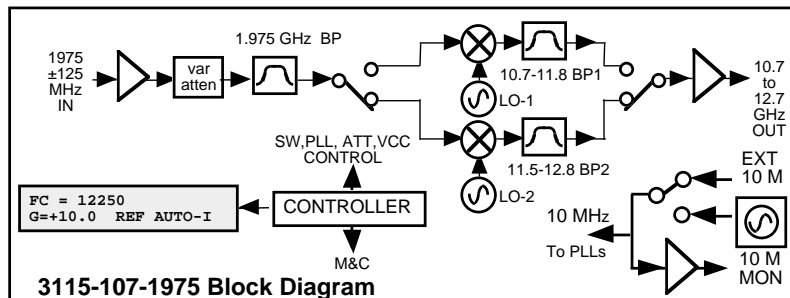 1975
±125
MHz
IN
var
atten
1.975 GHz BP
10.7-11.8 BP1
LO-1
11.5-12.8 BP2
LO-2
10.7
to
12.7
GHz
OUT
SW,PLL, ATT,VCC
CONTROL
FC = 12250
G=+10.0 REF AUTO-I
CONTROLLER
M&C
EXT
10 M
10 MHz
To PLLs
10 M
MON
3115-107-1975 Block Diagram